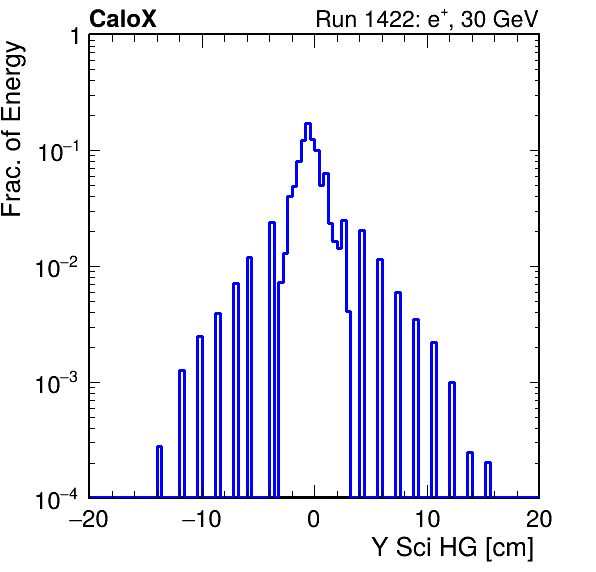 CaloX Run 1422: e⁺, 30 GeV
Frac. of Energy
1
10⁻¹
10⁻²
10⁻³
10⁻⁴
−20 −10 0 10 20
Y Sci HG [cm]